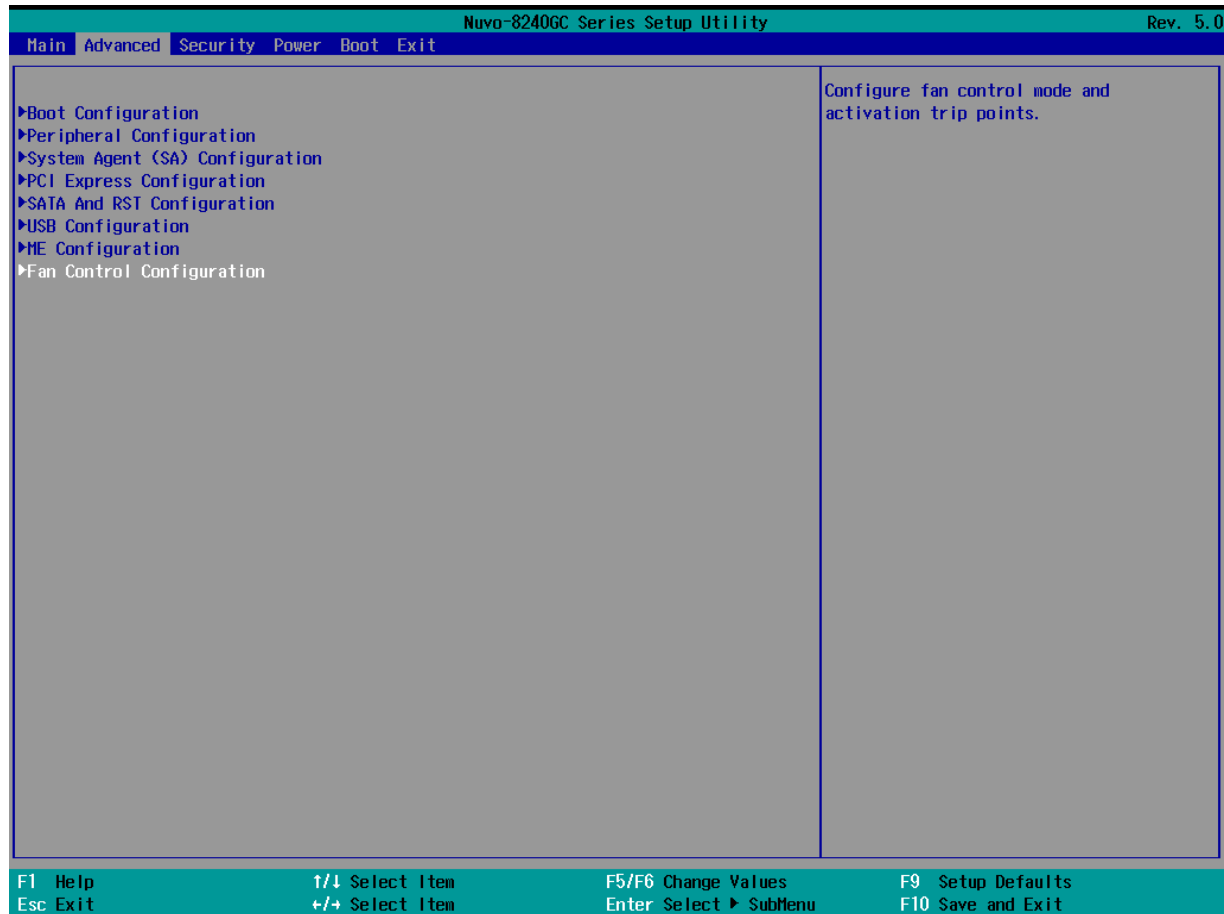 Nuvo-8240GC Series Setup Utility Rev. 5.0
Main Advanced Security Power Boot Exit
Configure fan control mode and
activation trip points.
▶Boot Configuration
▶Peripheral Configuration
▶System Agent (SA) Configuration
▶PCI Express Configuration
▶SATA And RST Configuration
▶USB Configuration
▶ME Configuration
▶Fan Control Configuration
F1 Help ↑/↓ Select Item F5/F6 Change Values F9 Setup Defaults
Esc Exit ←/→ Select Item Enter Select ▶ SubMenu F10 Save and Exit